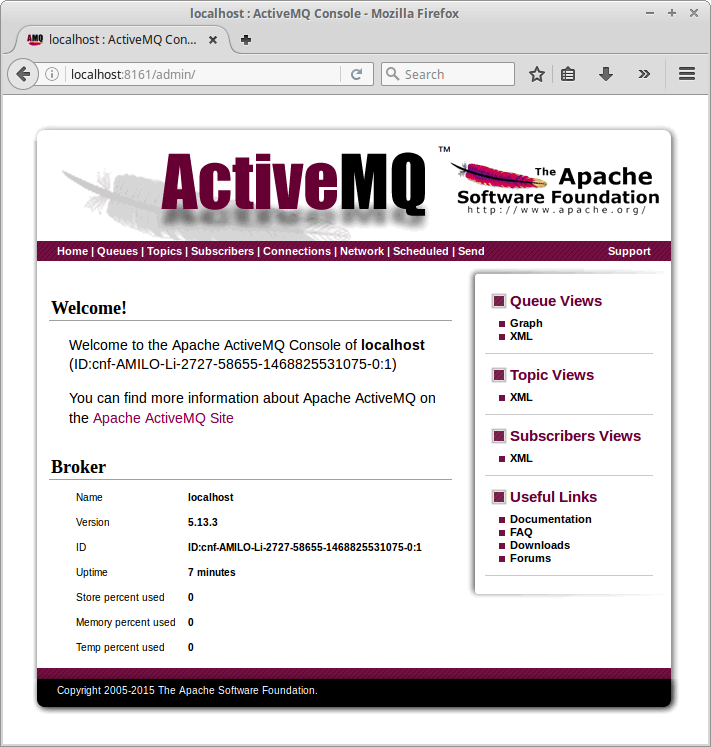 localhost : ActiveMQ Console - Mozilla Firefox
AMQ localhost : ActiveMQ Con...
localhost:8161/admin/
Search
ActiveMQ™
The Apache
Software Foundation
http://www.apache.org/
Home | Queues | Topics | Subscribers | Connections | Network | Scheduled | Send
Support
Welcome!
Welcome to the Apache ActiveMQ Console of localhost
(ID:cnf-AMILO-Li-2727-58655-1468825531075-0:1)
You can find more information about Apache ActiveMQ on
the Apache ActiveMQ Site
Broker
Name localhost
Version 5.13.3
ID ID:cnf-AMILO-Li-2727-58655-1468825531075-0:1
Uptime 7 minutes
Store percent used 0
Memory percent used 0
Temp percent used 0
Queue Views
Graph
XML
Topic Views
XML
Subscribers Views
XML
Useful Links
Documentation
FAQ
Downloads
Forums
Copyright 2005-2015 The Apache Software Foundation.